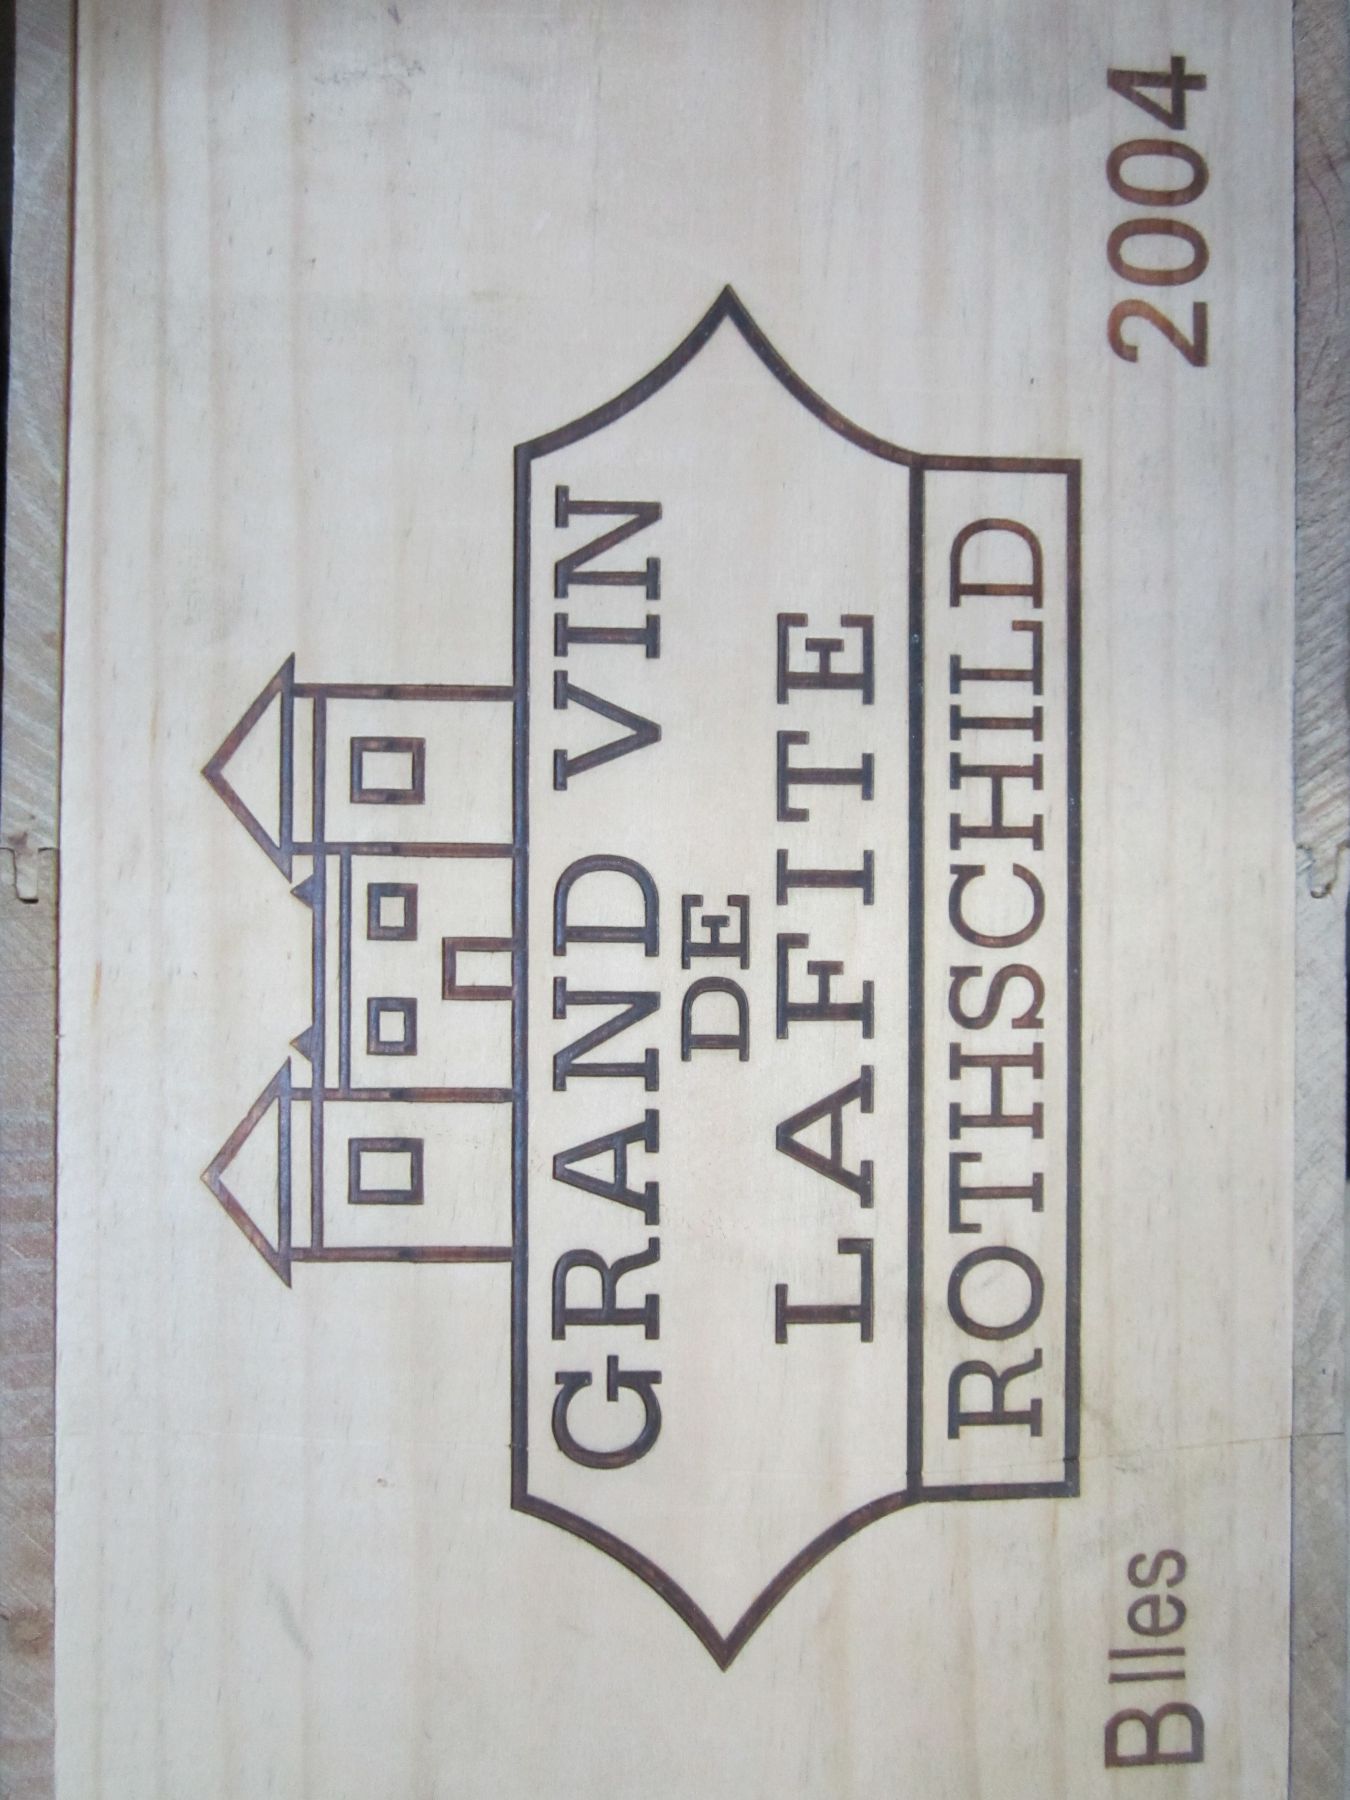 GRAND VIN
DE
LAFITE
ROTHSCHILD
Blles 2004